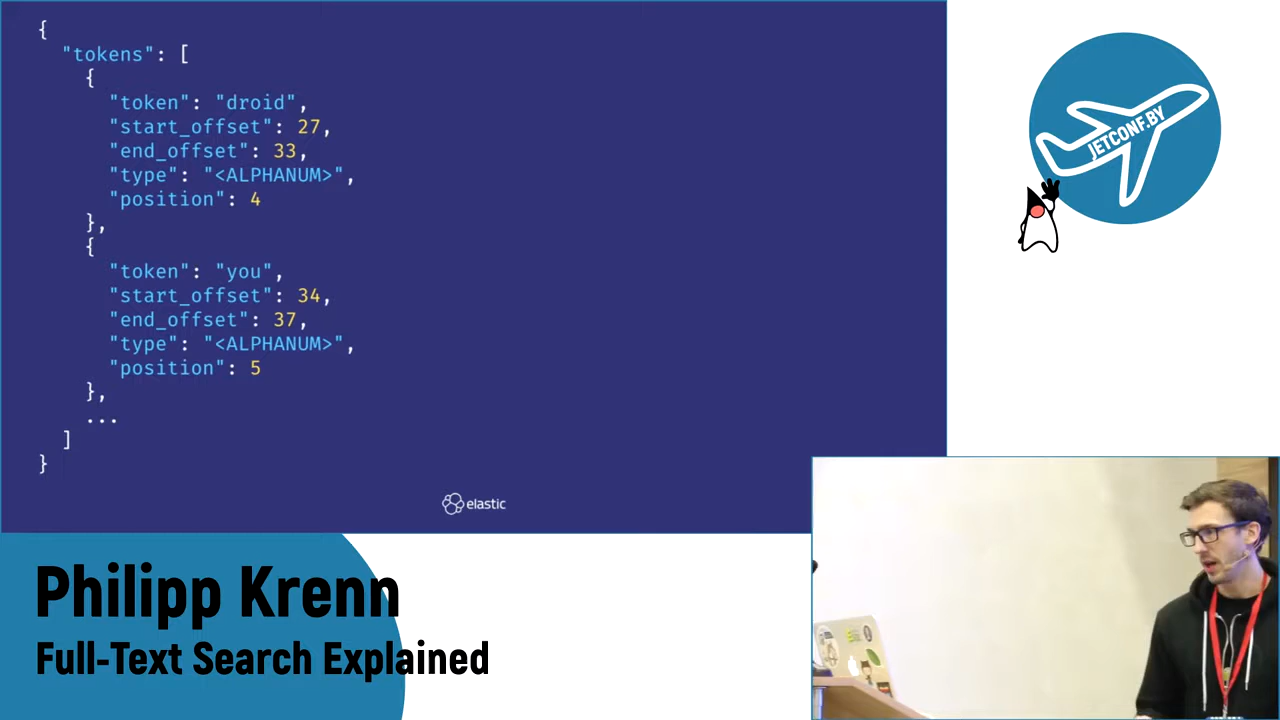 {
"tokens": [
{
"token": "droid",
"start_offset": 27,
"end_offset": 33,
"type": "<ALPHANUM>",
"position": 4
},
{
"token": "you",
"start_offset": 34,
"end_offset": 37,
"type": "<ALPHANUM>",
"position": 5
},
...
]
}
elastic
JETCONF.BY
Philipp Krenn
Full-Text Search Explained